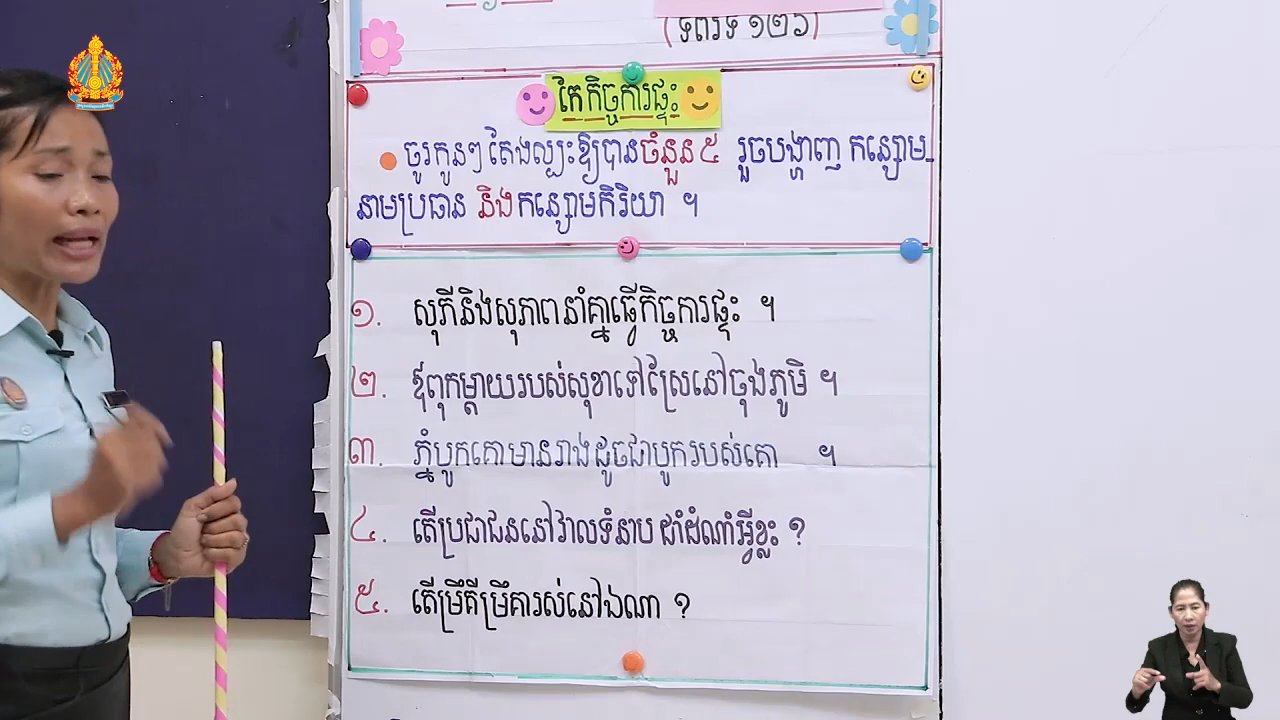 (ទំព័រទី ១២៦)
កែកិច្ចការផ្ទះ
ចូរកូនៗ តែងល្បះឱ្យបានចំនួន ៥ រួចបង្ហាញ កន្សោម-
នាមប្រធាន និងកន្សោមកិរិយា ។
១. សុភីនិងសុភាពនាំគ្នាធ្វើកិច្ចការផ្ទះ ។
២. ឪពុកម្ដាយរបស់សុខាទៅស្រែនៅចុងភូមិ ។
៣. ភ្នំបូកគោមានរាងដូចជាបូករបស់គោ ។
៤. តើប្រជាជននៅវាលទំនាប ដាំដំណាំអ្វីខ្លះ ?
៥. តើម្រឹគីម្រឹគារស់នៅឯណា ?